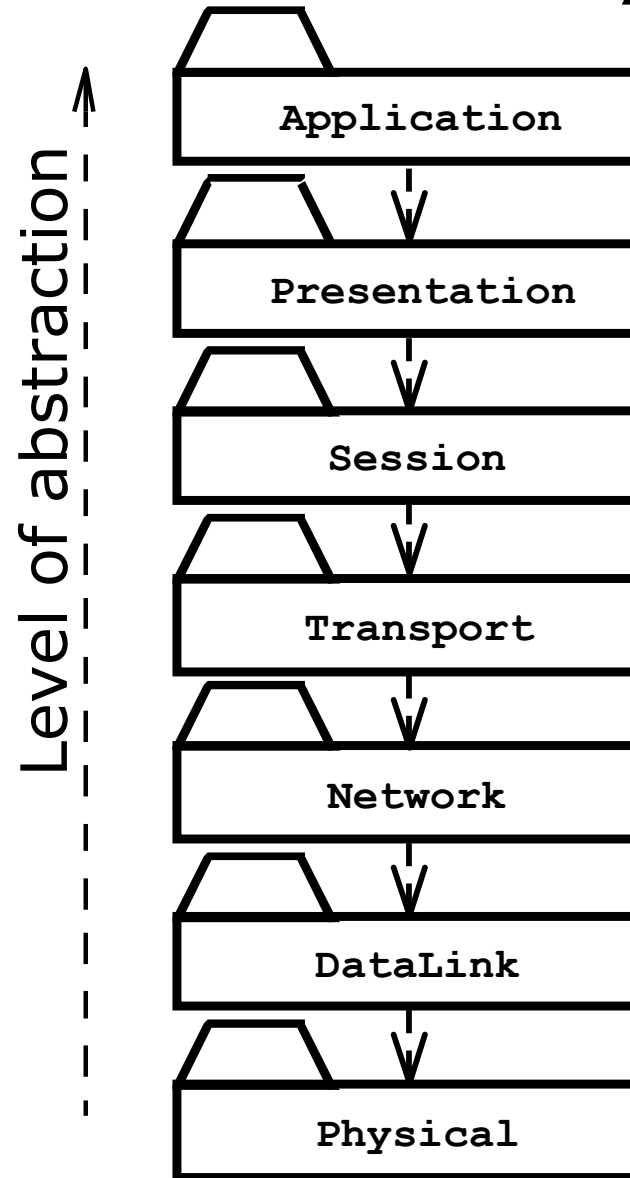 Level of abstraction
Application
Presentation
Session
Transport
Network
DataLink
Physical